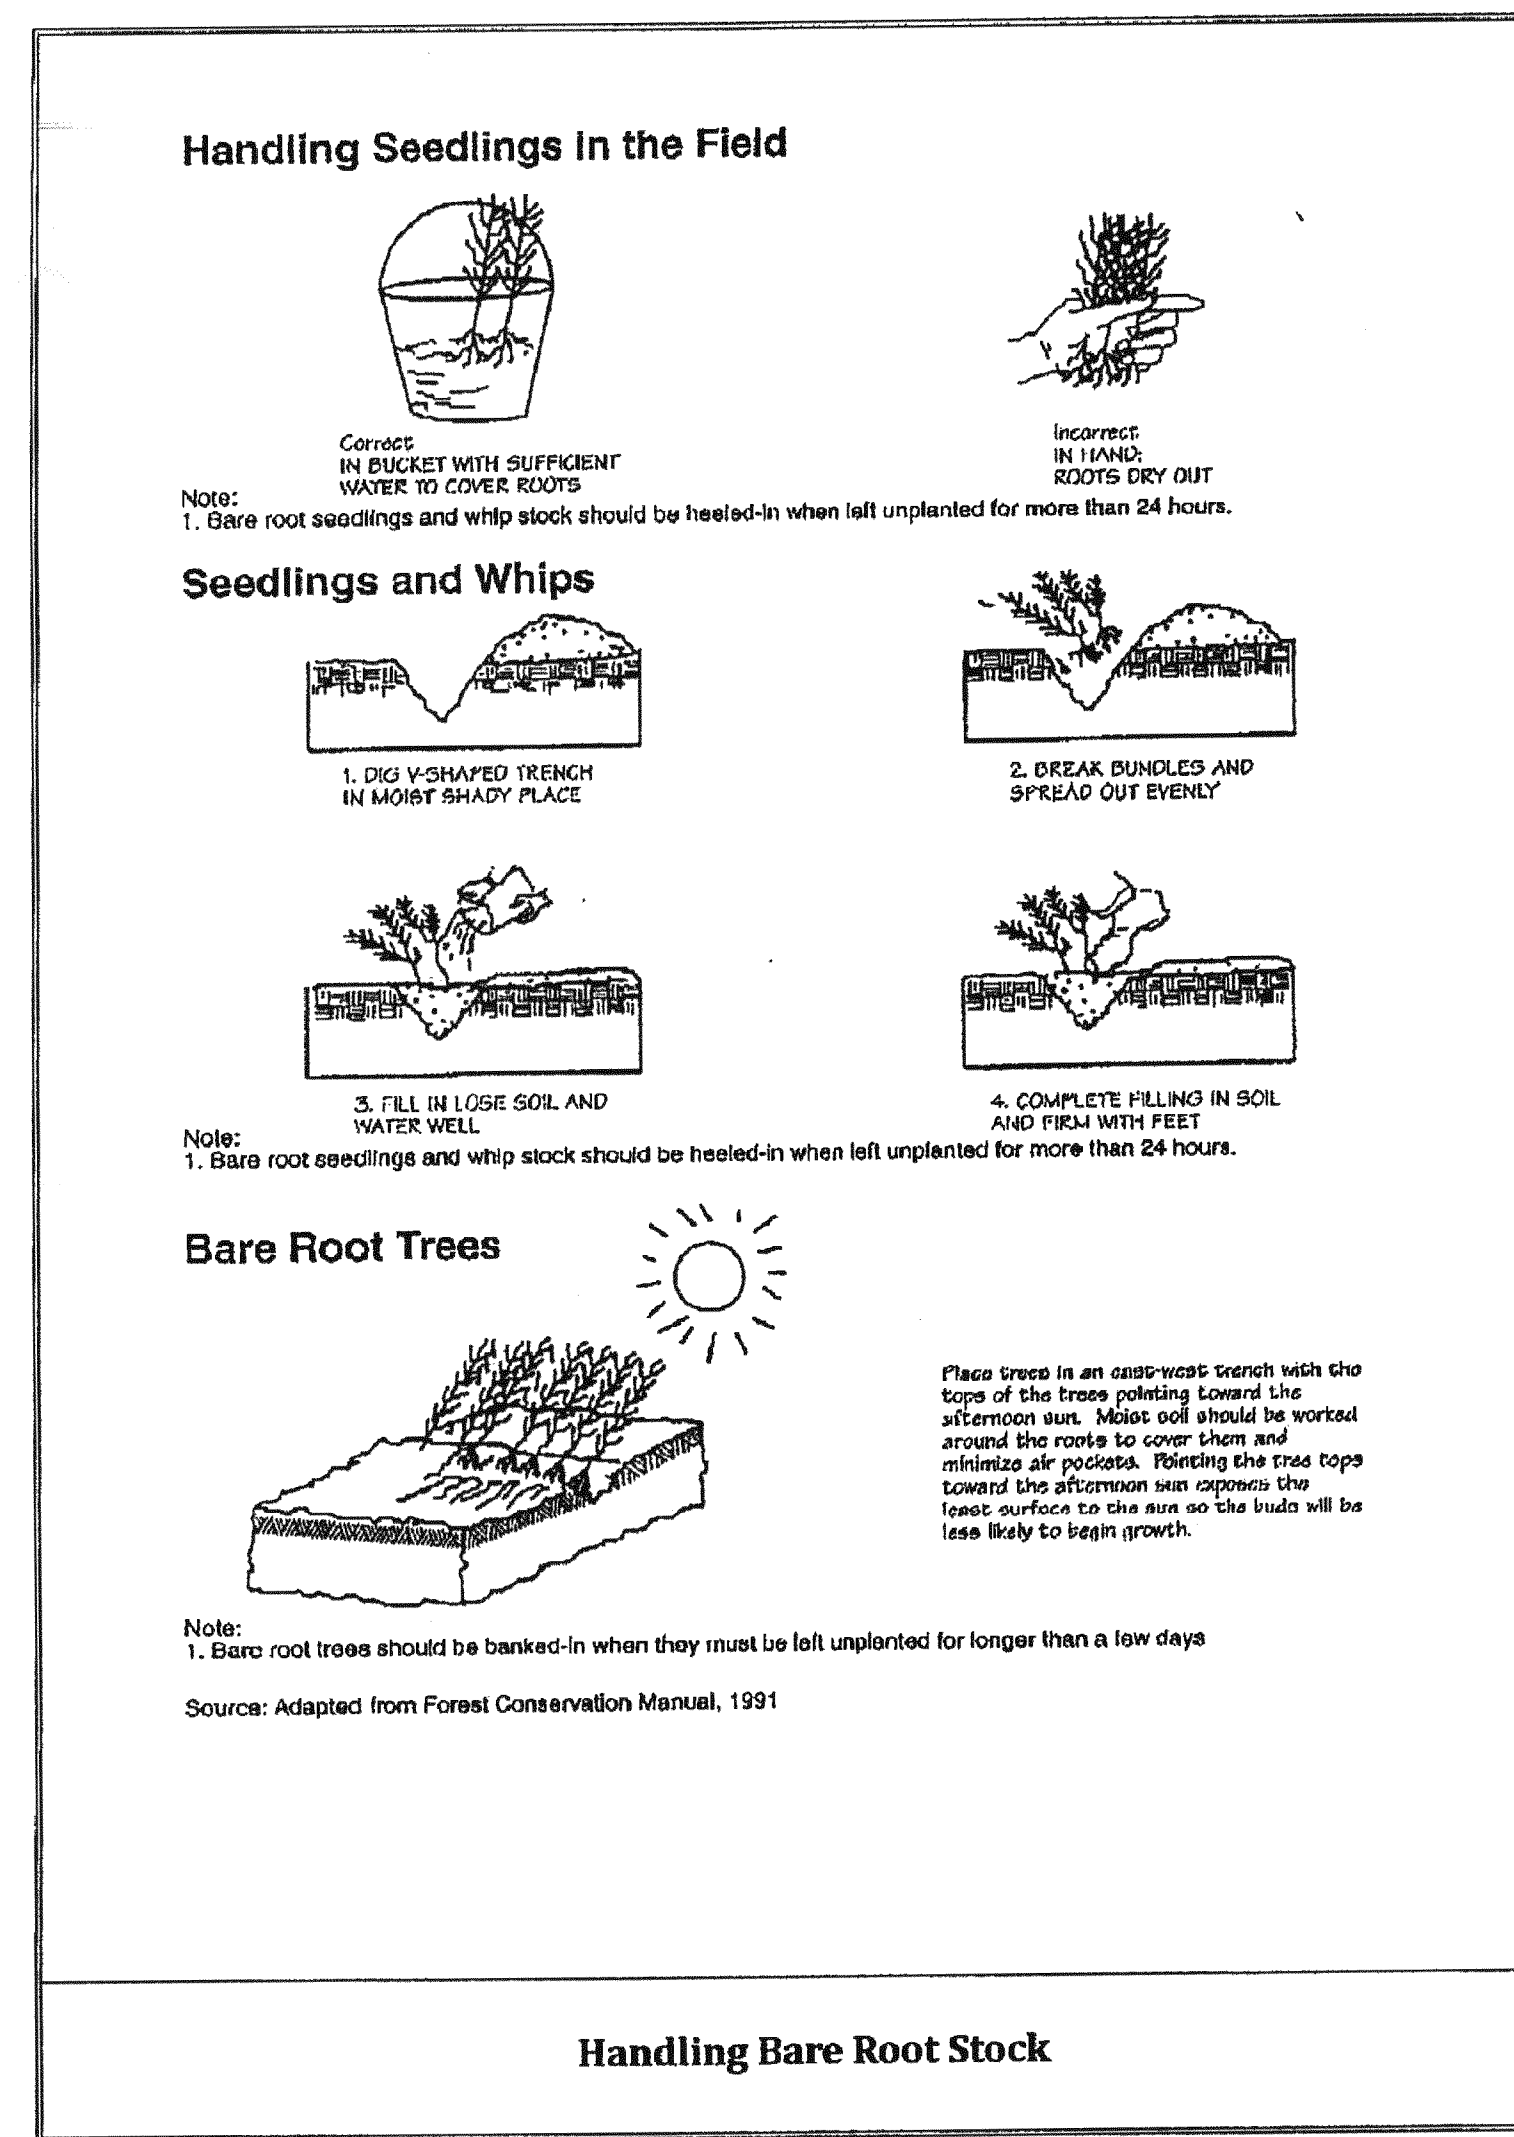 Handling Seedlings in the Field
Correct:
IN BUCKET WITH SUFFICIENT
WATER TO COVER ROOTS
Incorrect:
IN HAND;
ROOTS DRY OUT
Note:
1. Bare root seedlings and whip stock should be heeled-in when left unplanted for more than 24 hours.
Seedlings and Whips
1. DIG V-SHAPED TRENCH
IN MOIST SHADY PLACE
2. BREAK BUNDLES AND
SPREAD OUT EVENLY
3. FILL IN LOSE SOIL AND
WATER WELL
4. COMPLETE FILLING IN SOIL
AND FIRM WITH FEET
Note:
1. Bare root seedlings and whip stock should be heeled-in when left unplanted for more than 24 hours.
Bare Root Trees
Place trees in an east-west trench with the
tops of the trees pointing toward the
afternoon sun. Moist soil should be worked
around the roots to cover them and
minimize air pockets. Pointing the tree tops
toward the afternoon sun exposes the
least surface to the sun so the buds will be
less likely to begin growth.
Note:
1. Bare root trees should be banked-in when they must be left unplanted for longer than a few days
Source: Adapted from Forest Conservation Manual, 1991
Handling Bare Root Stock